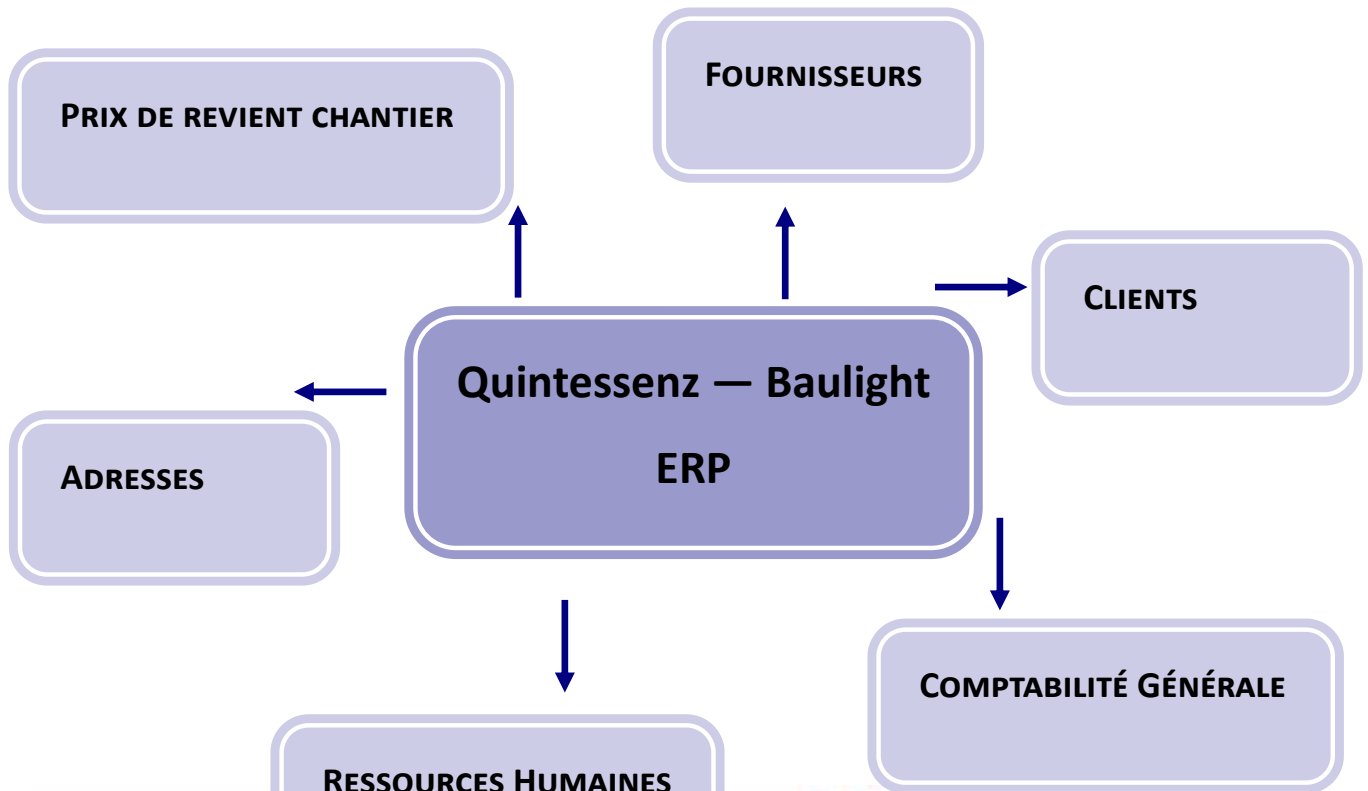 Fournisseurs
Prix de revient chantier
Clients
Quintessenz — Baulight
ERP
Adresses
Comptabilité Générale
Ressources Humaines